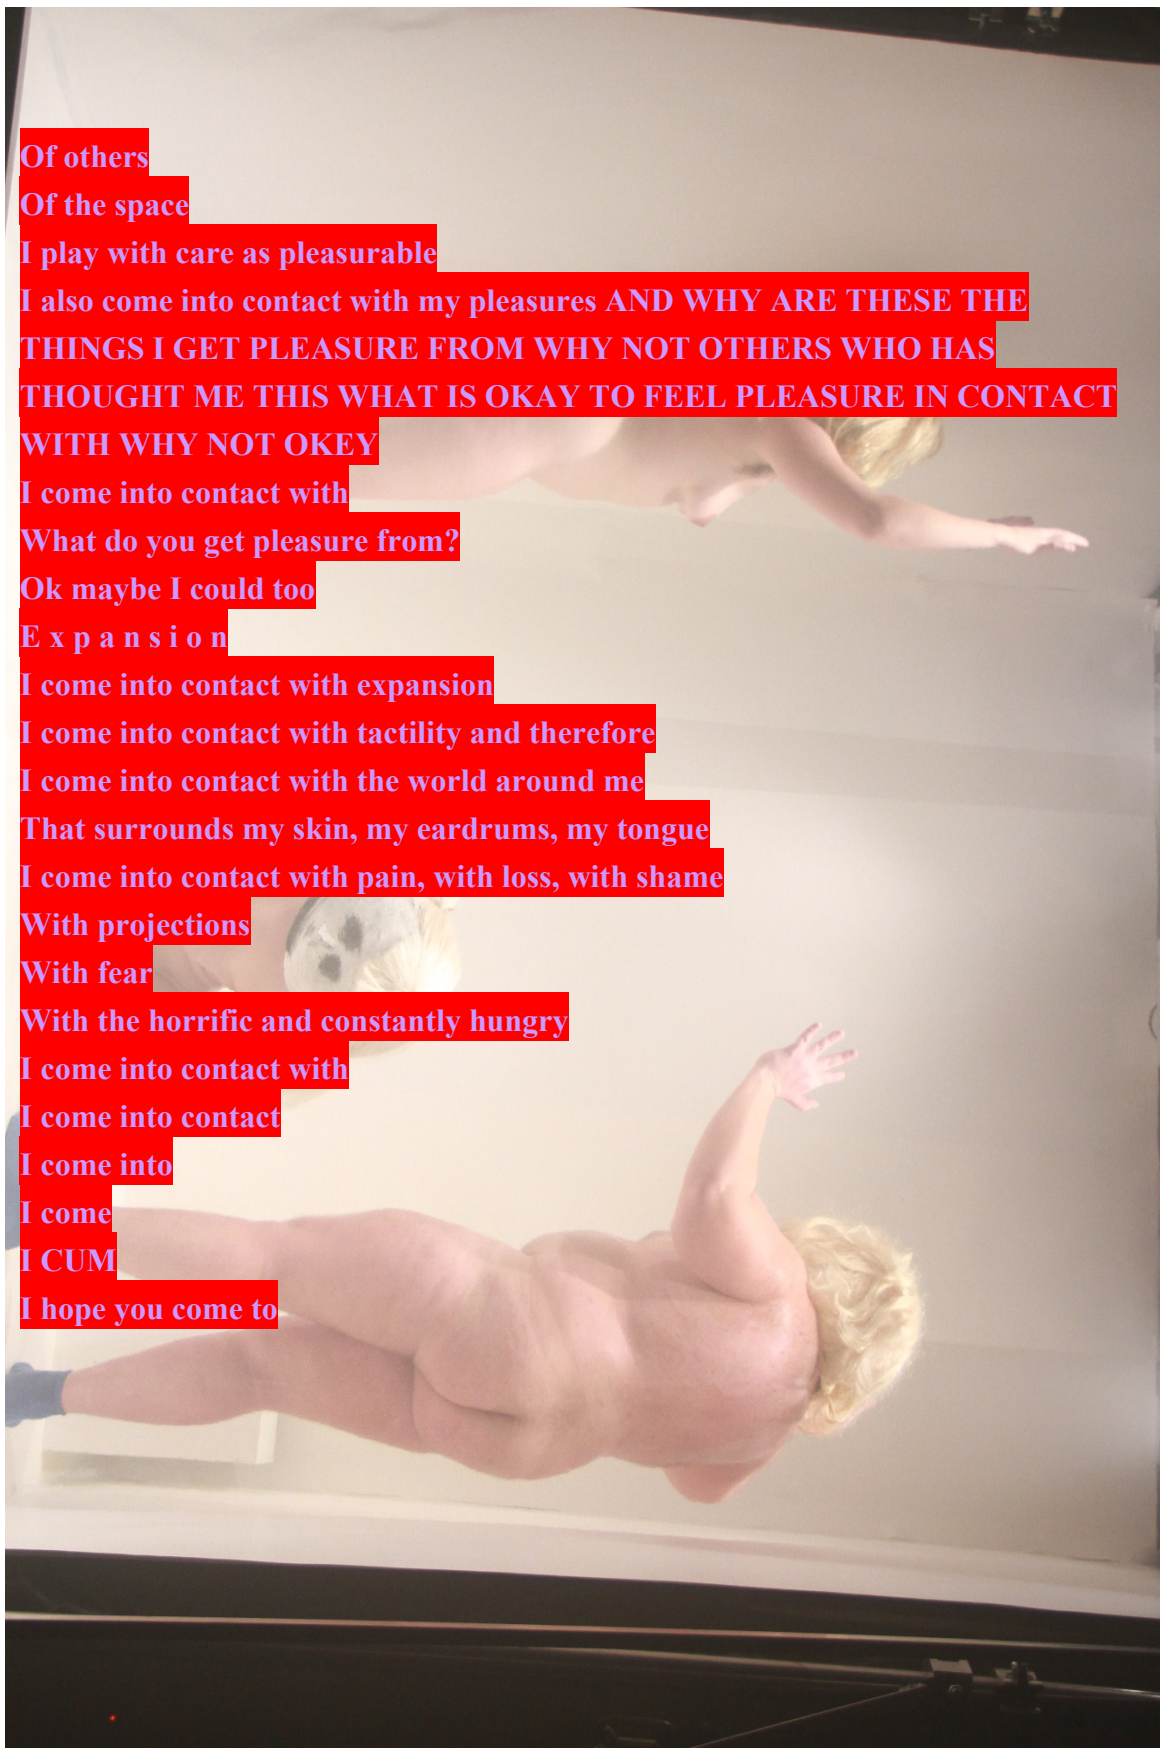 Of others
Of the space
I play with care as pleasurable
I also come into contact with my pleasures AND WHY ARE THESE THE
THINGS I GET PLEASURE FROM WHY NOT OTHERS WHO HAS
THOUGHT ME THIS WHAT IS OKAY TO FEEL PLEASURE IN CONTACT
WITH WHY NOT OKEY
I come into contact with
What do you get pleasure from?
Ok maybe I could too
E x p a n s i o n
I come into contact with expansion
I come into contact with tactility and therefore
I come into contact with the world around me
That surrounds my skin, my eardrums, my tongue
I come into contact with pain, with loss, with shame
With projections
With fear
With the horrific and constantly hungry
I come into contact with
I come into contact
I come into
I come
I CUM
I hope you come to